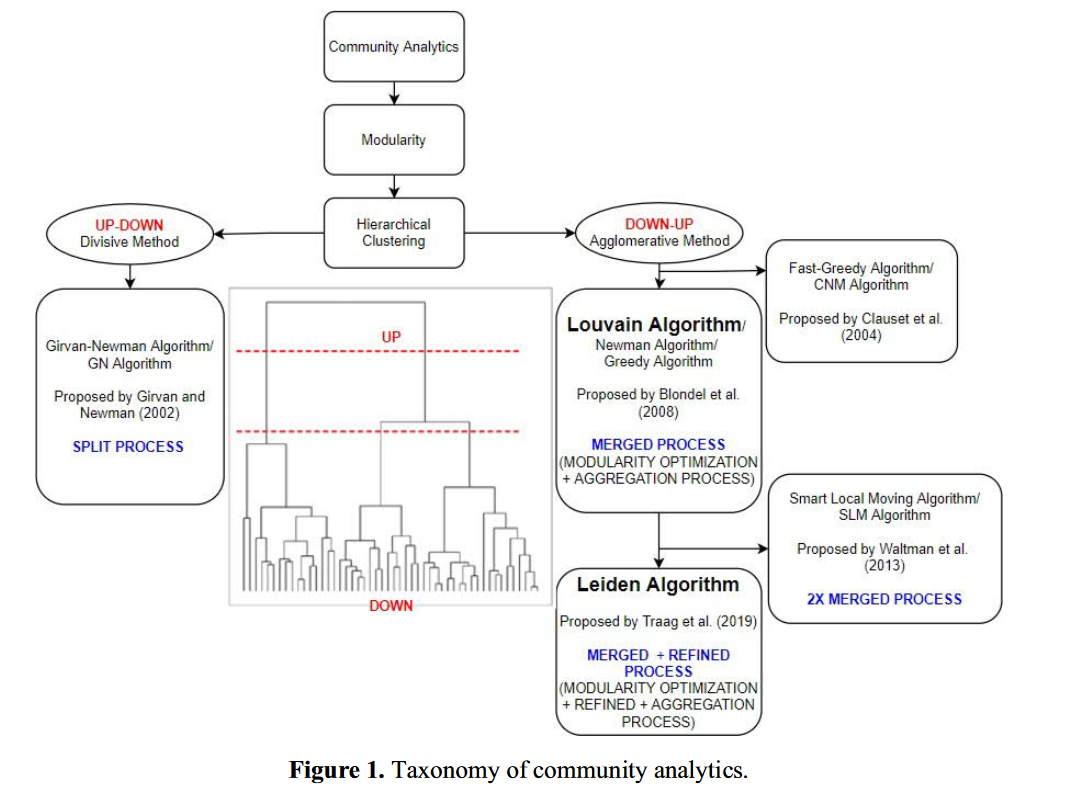 Community Analytics
Modularity
Hierarchical
Clustering
UP-DOWN
Divisive Method
DOWN-UP
Agglomerative Method
Fast-Greedy Algorithm/
CNM Algorithm
Proposed by Clauset et al.
(2004)
Girvan-Newman Algorithm/
GN Algorithm
Proposed by Girvan and
Newman (2002)
SPLIT PROCESS
UP
DOWN
Louvain Algorithm/
Newman Algorithm/
Greedy Algorithm
Proposed by Blondel et al.
(2008)
MERGED PROCESS
(MODULARITY OPTIMIZATION
+ AGGREGATION PROCESS)
Smart Local Moving Algorithm/
SLM Algorithm
Proposed by Waltman et al.
(2013)
2X MERGED PROCESS
Leiden Algorithm
Proposed by Traag et al. (2019)
MERGED + REFINED
PROCESS
(MODULARITY OPTIMIZATION
+ REFINED + AGGREGATION
PROCESS)
Figure 1. Taxonomy of community analytics.